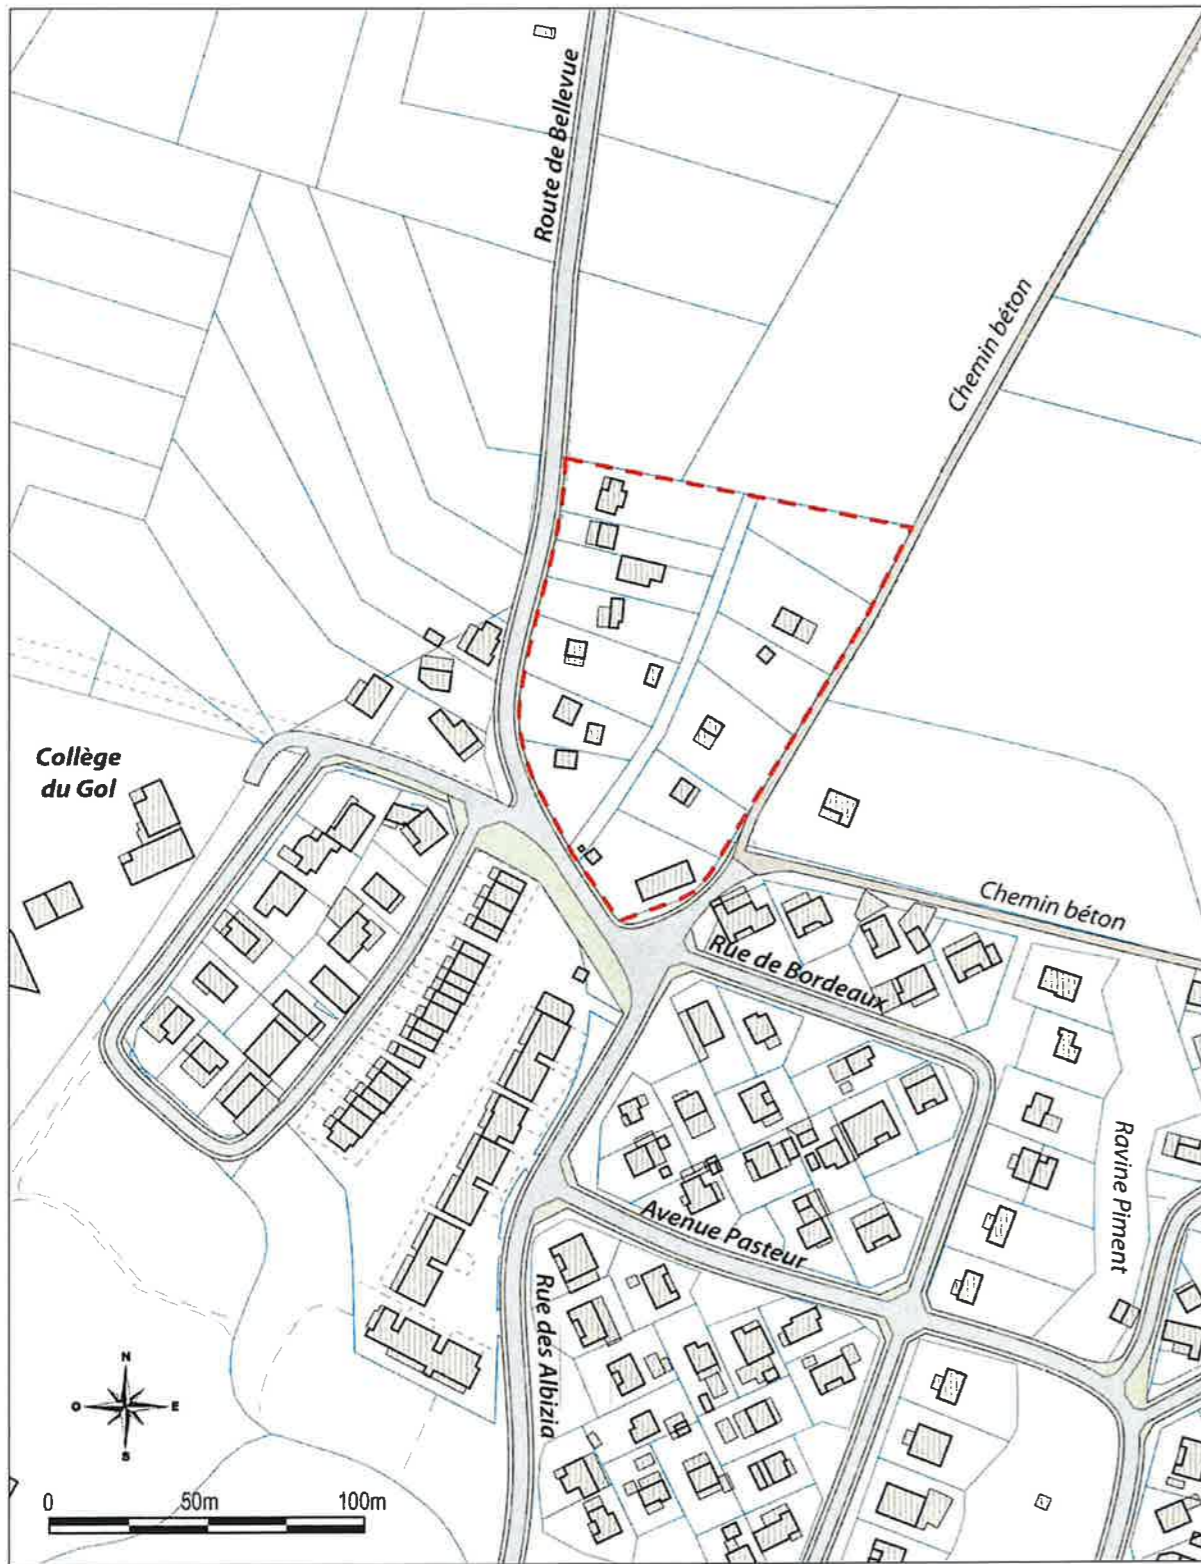 Route de Bellevue
Chemin béton
Collège
du Gol
Chemin béton
Rue de Bordeaux
Ravine Piment
Avenue Pasteur
Rue des Albizia
N
O
E
S
0
50m
100m